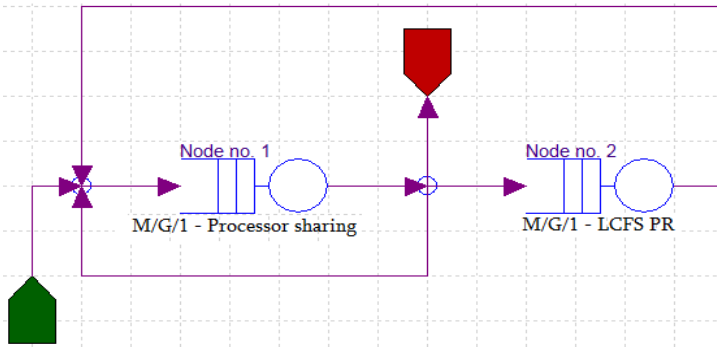 Node no. 1
Node no. 2
M/G/1 - Processor sharing
M/G/1 - LCFS PR